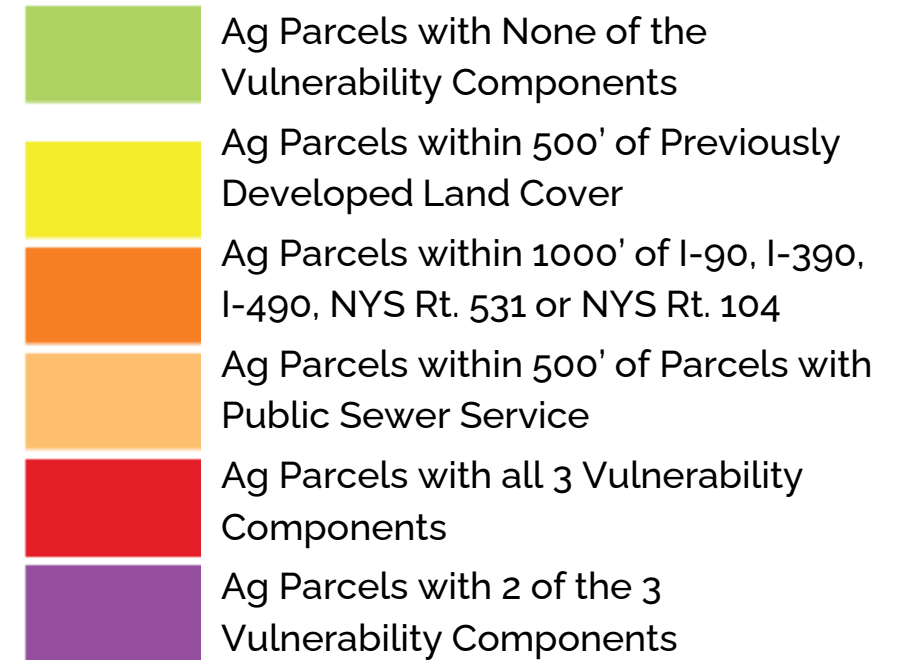 Ag Parcels with None of the
Vulnerability Components
Ag Parcels within 500’ of Previously
Developed Land Cover
Ag Parcels within 1000’ of I-90, I-390,
I-490, NYS Rt. 531 or NYS Rt. 104
Ag Parcels within 500’ of Parcels with
Public Sewer Service
Ag Parcels with all 3 Vulnerability
Components
Ag Parcels with 2 of the 3
Vulnerability Components